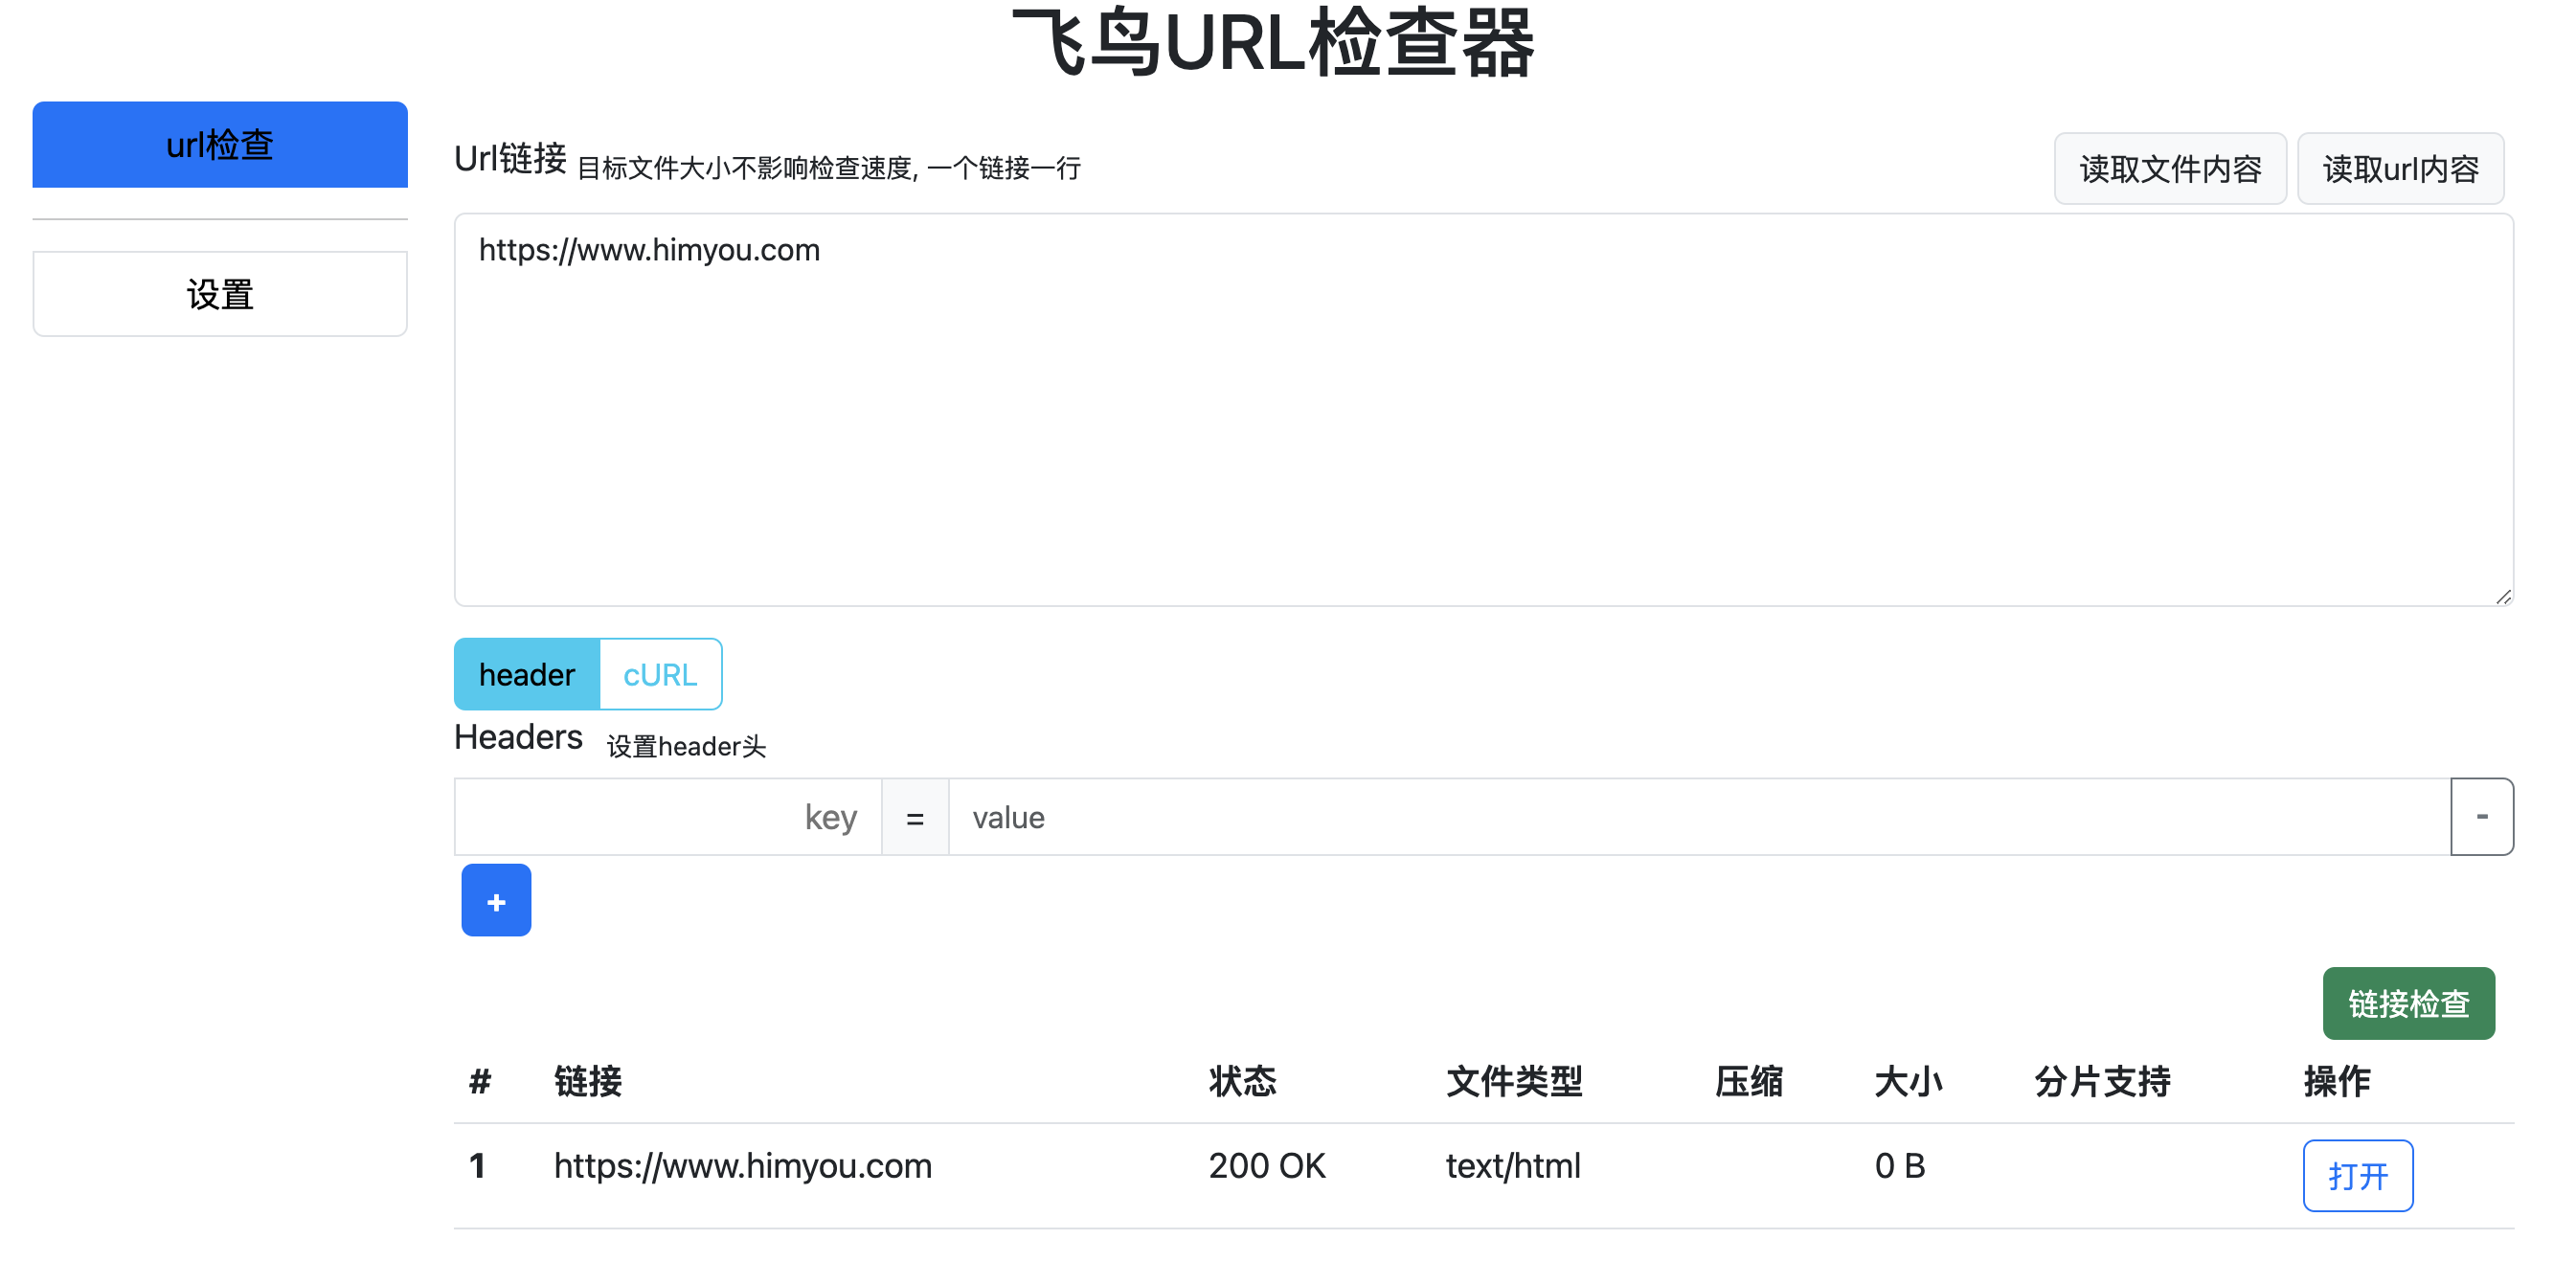 飞鸟URL检查器
url检查
设置
Url链接 目标文件大小不影响检查速度, 一个链接一行
读取文件内容 读取url内容
https://www.himyou.com
header cURL
Headers 设置header头
key = value -
+
链接检查
# 链接 状态 文件类型 压缩 大小 分片支持 操作
1 https://www.himyou.com 200 OK text/html 0 B 打开